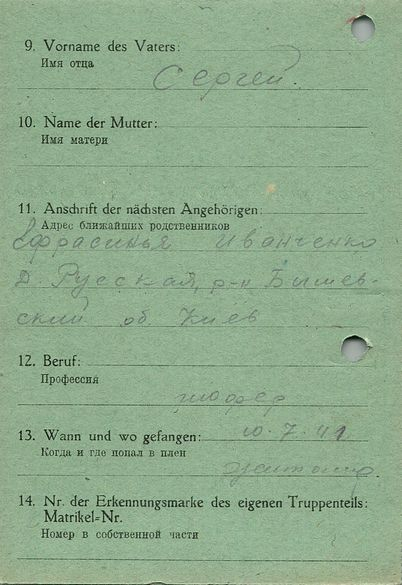 9. Vorname des Vaters:
Имя отца
Сергей.
10. Name der Mutter:
Имя матери
11. Anschrift der nächsten Angehörigen:
Адрес ближайших родственников
Ефрасинья Иванченко
д. Русская, р-н Бышев-
ский об Киев
12. Beruf:
Профессия
шофер
13. Wann und wo gefangen: 10.7.41
Когда и где попал в плен
14. Nr. der Erkennungsmarke des eigenen Truppenteils:
Matrikel=Nr.
Номер в собственной части